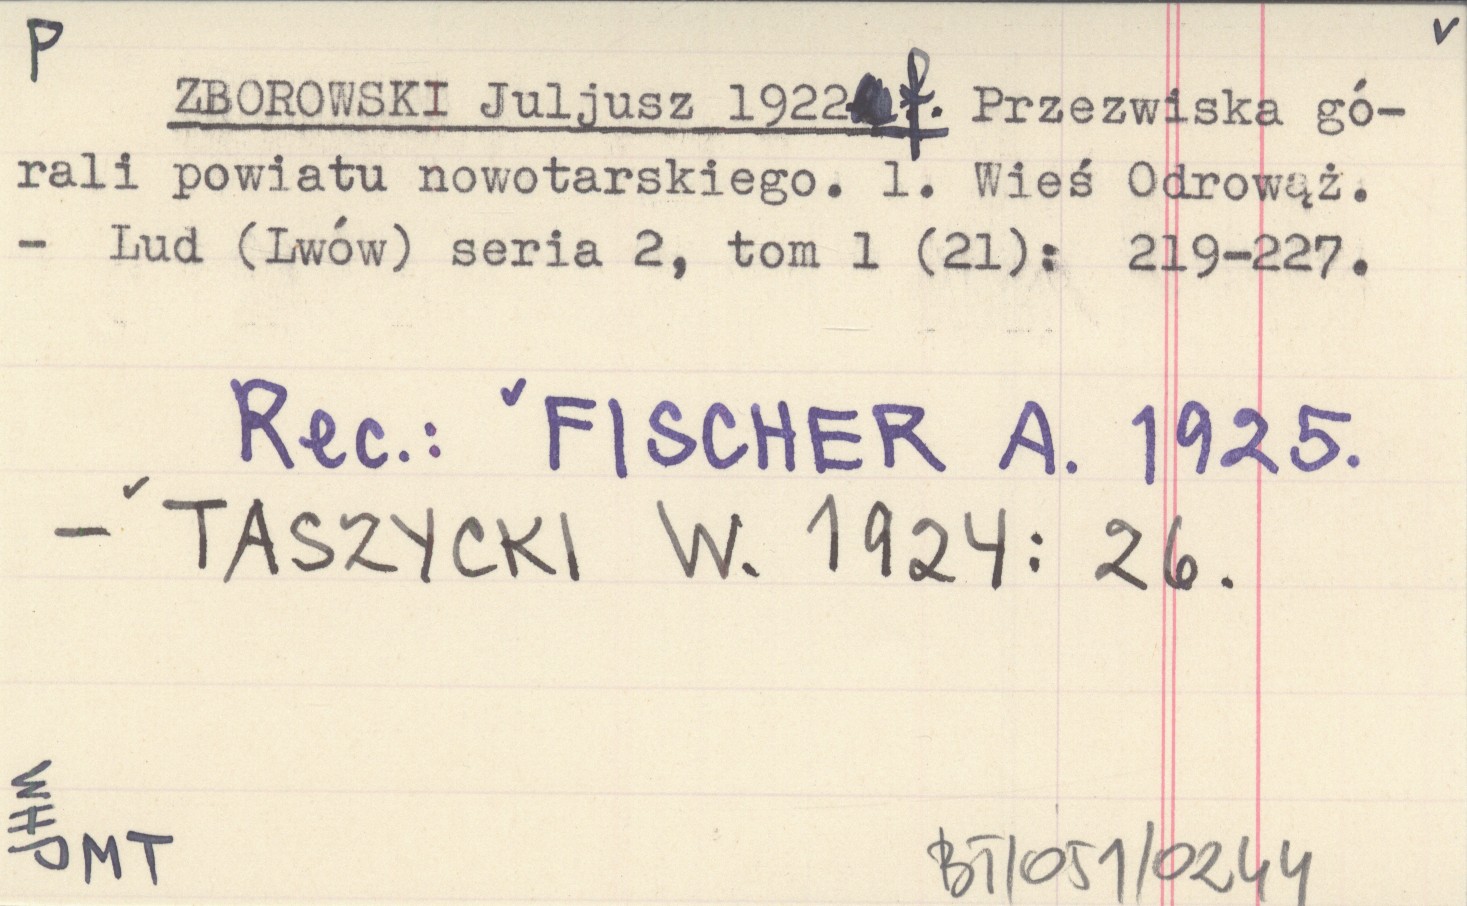 P
v
ZBOROWSKI Juljusz 1922 f. Przezwiska gó-
rali powiatu nowotarskiego. 1. Wieś Odrowąż.
- Lud (Lwów) seria 2, tom 1 (21): 219-227.
Rec.: ✓FISCHER A. 1925.
- ✓TASZYCKI W. 1924: 26.
JHW
MT
BT/051/0244